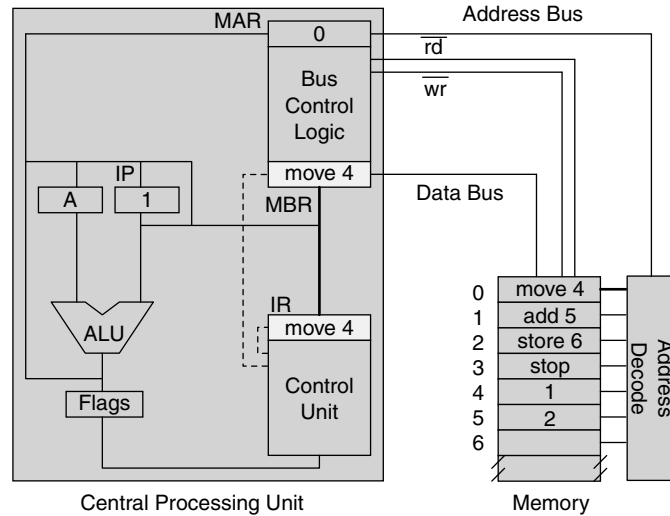 MAR
0
Address Bus
rd
wr
Bus
Control
Logic
IP
A
1
move 4
MBR
Data Bus
IR
move 4
ALU
Control
Unit
Flags
0 move 4
1 add 5
2 store 6
3 stop
4 1
5 2
6
Address
Decode
Central Processing Unit
Memory